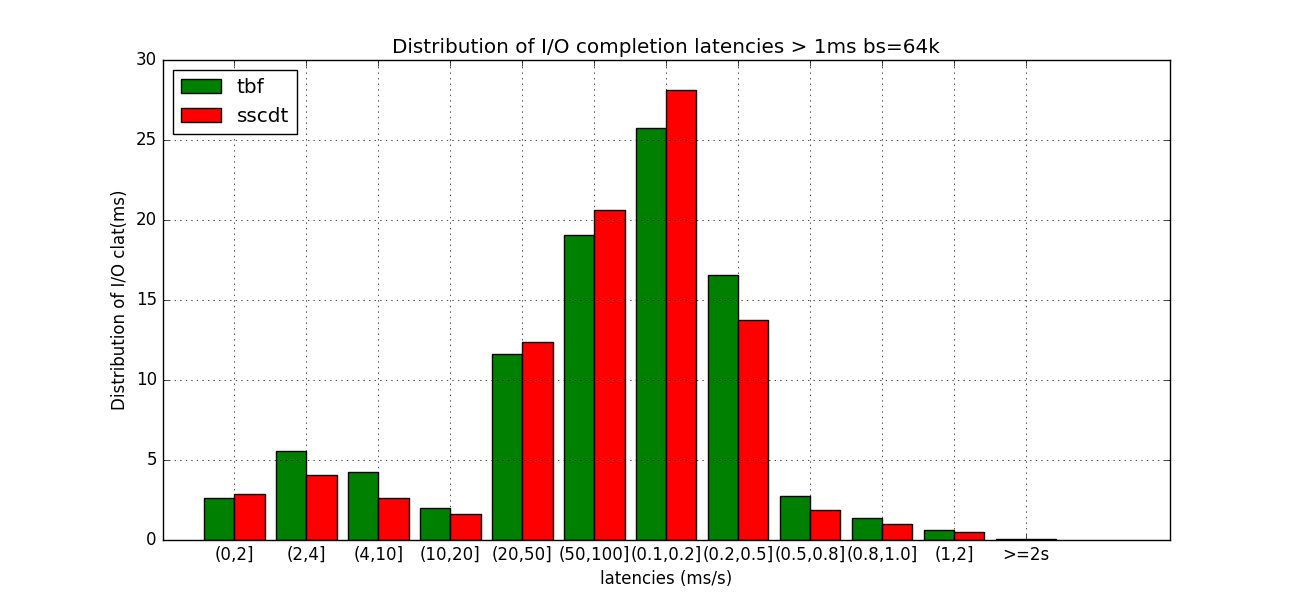 Distribution of I/O completion latencies > 1ms bs=64k
30
25
20
15
10
5
0
tbf
sscdt
Distribution of I/O clat(ms)
(0,2] (2,4] (4,10] (10,20] (20,50] (50,100] (0.1,0.2] (0.2,0.5] (0.5,0.8] (0.8,1.0] (1,2] >=2s
latencies (ms/s)